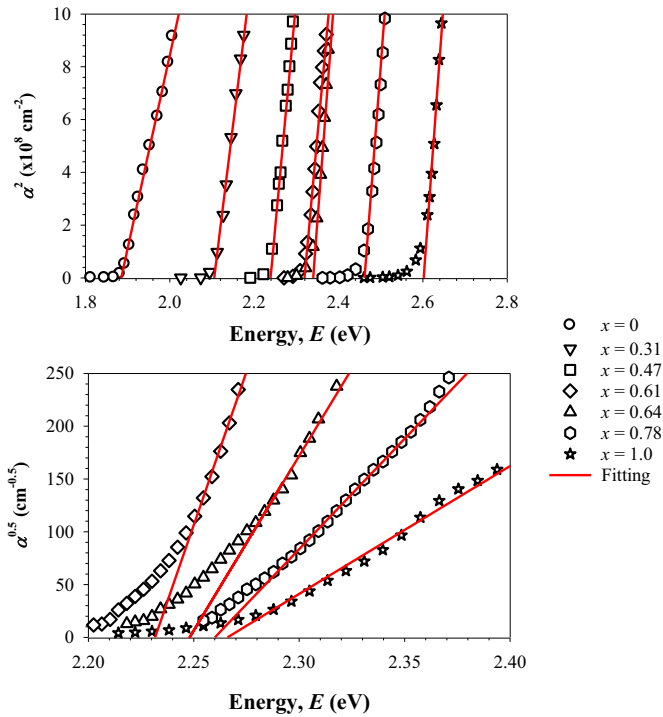 10
8
6
4
2
0
α² (x10⁸ cm⁻²)
1.8 2.0 2.2 2.4 2.6 2.8
Energy, E (eV)
250
200
150
100
50
0
α⁰·⁵ (cm⁻⁰·⁵)
2.20 2.25 2.30 2.35 2.40
Energy, E (eV)
x = 0
x = 0.31
x = 0.47
x = 0.61
x = 0.64
x = 0.78
x = 1.0
Fitting